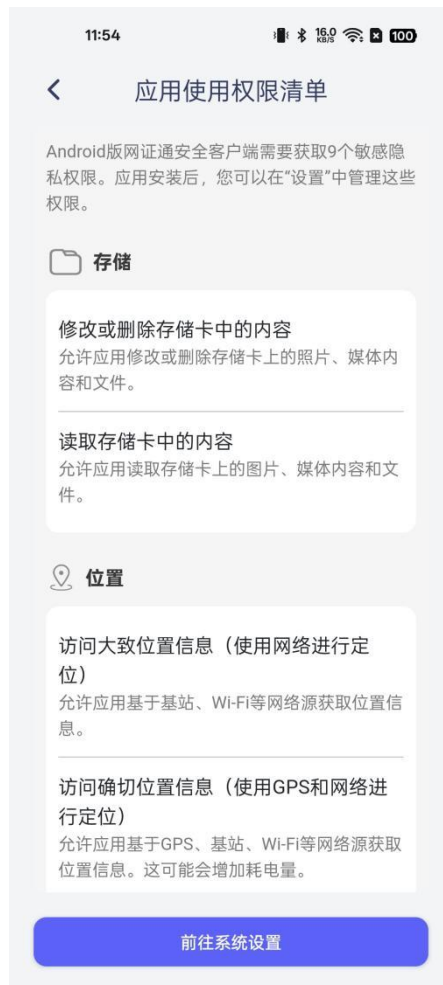 11:54
16.0
KB/S
100
应用使用权限清单
Android版网证通安全客户端需要获取9个敏感隐
私权限。应用安装后，您可以在“设置”中管理这些
权限。
存储
修改或删除存储卡中的内容
允许应用修改或删除存储卡上的照片、媒体内
容和文件。
读取存储卡中的内容
允许应用读取存储卡上的图片、媒体内容和文
件。
位置
访问大致位置信息（使用网络进行定
位）
允许应用基于基站、Wi-Fi等网络源获取位置信
息。
访问确切位置信息（使用GPS和网络进
行定位）
允许应用基于GPS、基站、Wi-Fi等网络源获取
位置信息。这可能会增加耗电量。
前往系统设置